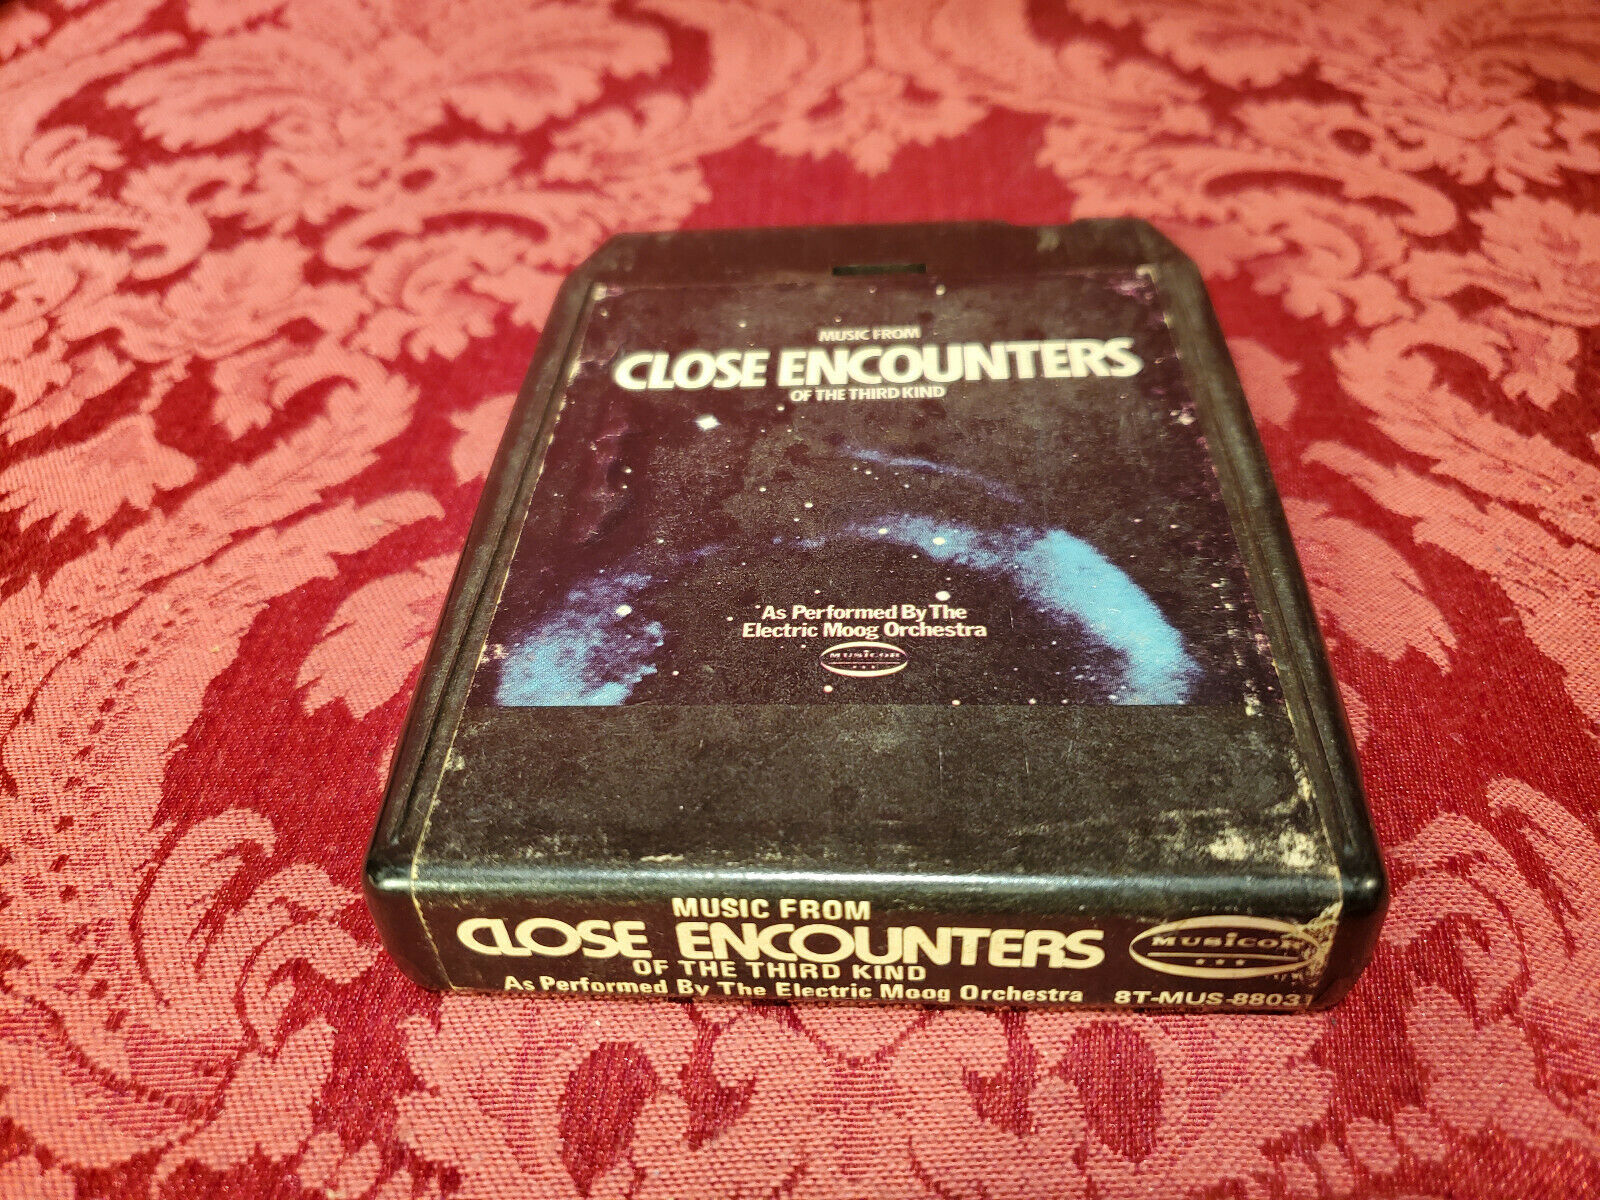 MUSIC FROM
CLOSE ENCOUNTERS
OF THE THIRD KIND
As Performed By The
Electric Moog Orchestra
MUSICOR
MUSIC FROM
CLOSE ENCOUNTERS
OF THE THIRD KIND
MUSICOR
As Performed By The Electric Moog Orchestra 8T-MUS-88031